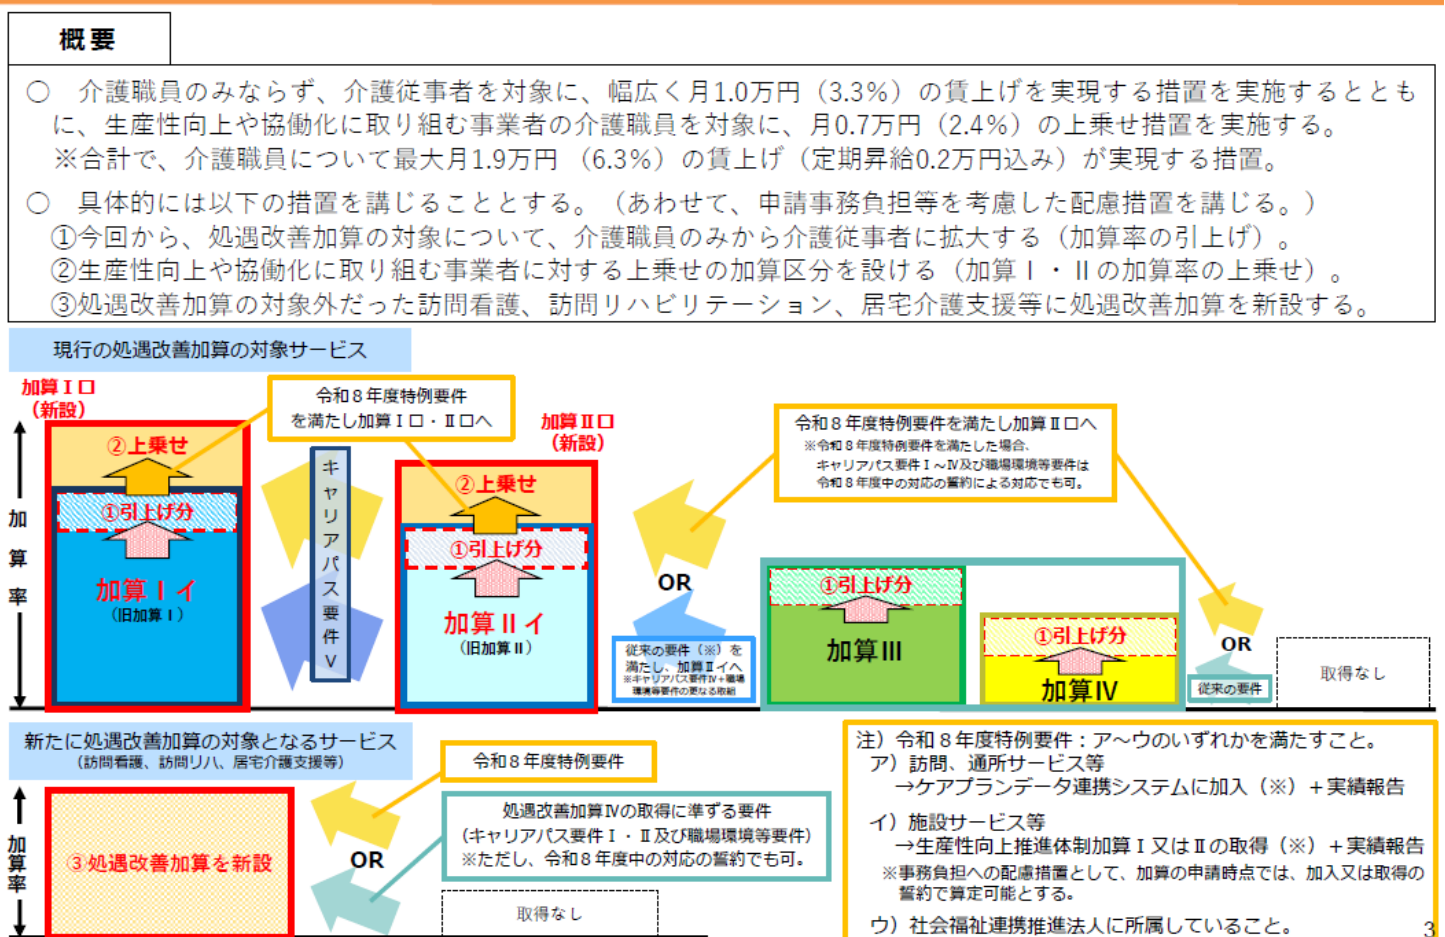 概要
○　介護職員のみならず、介護従事者を対象に、幅広く月1.0万円（3.3%）の賃上げを実現する措置を実施するととも
に、生産性向上や協働化に取り組む事業者の介護職員を対象に、月0.7万円（2.4%）の上乗せ措置を実施する。
※合計で、介護職員について最大月1.9万円 （6.3%）の賃上げ（定期昇給0.2万円込み）が実現する措置。
○　具体的には以下の措置を講じることとする。（あわせて、申請事務負担等を考慮した配慮措置を講じる。）
①今回から、処遇改善加算の対象について、介護職員のみから介護従事者に拡大する（加算率の引上げ）。
②生産性向上や協働化に取り組む事業者に対する上乗せの加算区分を設ける（加算Ⅰ・Ⅱの加算率の上乗せ）。
③処遇改善加算の対象外だった訪問看護、訪問リハビリテーション、居宅介護支援等に処遇改善加算を新設する。
現行の処遇改善加算の対象サービス
加算Ⅰロ
（新設）
加算率
②上乗せ
①引上げ分
加算Ⅰイ
（旧加算Ⅰ）
令和８年度特例要件
を満たし加算Ⅰロ・Ⅱロへ
キャリアパス要件Ⅴ
加算Ⅱロ
（新設）
②上乗せ
①引上げ分
加算Ⅱイ
（旧加算Ⅱ）
令和８年度特例要件を満たし加算Ⅱロへ
※令和８年度特例要件を満たした場合、
キャリアパス要件Ⅰ～Ⅳ及び職場環境等要件は
令和８年度中の対応の誓約による対応でも可。
OR
従来の要件（※）を
満たし、加算Ⅱイへ
※キャリアパス要件Ⅳ＋職場
環境等要件の更なる取組
①引上げ分
加算Ⅲ
①引上げ分
加算Ⅳ
OR
従来の要件
取得なし
新たに処遇改善加算の対象となるサービス
（訪問看護、訪問リハ、居宅介護支援等）
加算率
③処遇改善加算を新設
令和８年度特例要件
OR
処遇改善加算Ⅳの取得に準ずる要件
（キャリアパス要件Ⅰ・Ⅱ及び職場環境等要件）
※ただし、令和８年度中の対応の誓約でも可。
取得なし
注）令和８年度特例要件：ア～ウのいずれかを満たすこと。
ア）訪問、通所サービス等
→ケアプランデータ連携システムに加入（※）＋実績報告
イ）施設サービス等
→生産性向上推進体制加算Ⅰ又はⅡの取得（※）＋実績報告
※事務負担への配慮措置として、加算の申請時点では、加入又は取得の
誓約で算定可能とする。
ウ）社会福祉連携推進法人に所属していること。
3